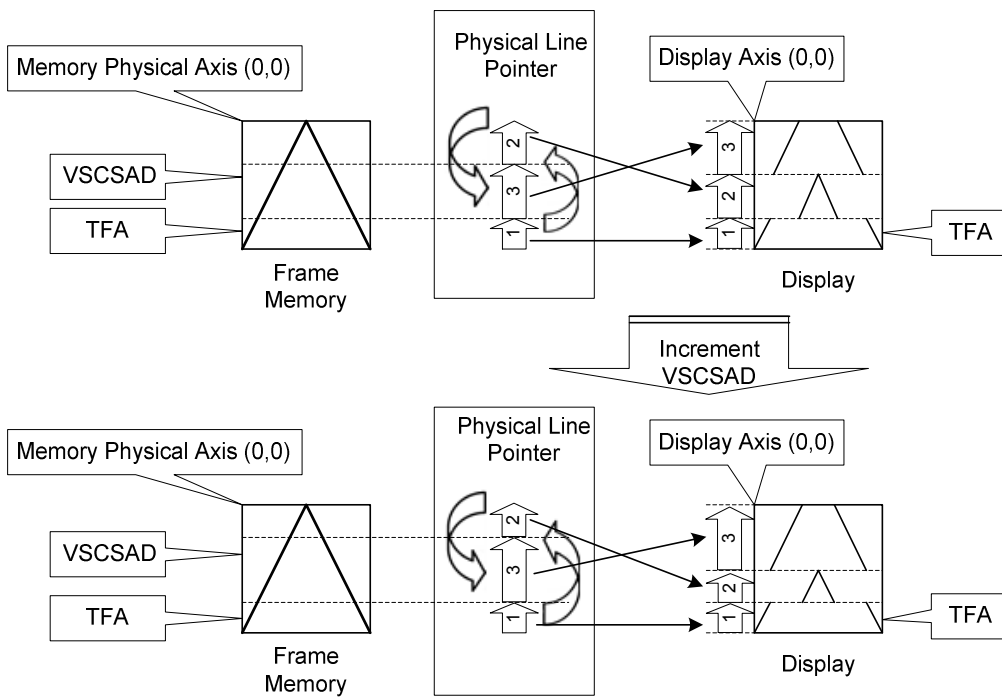 Physical Line
Pointer
Memory Physical Axis (0,0)
Display Axis (0,0)
VSCSAD
TFA
2
3
1
3
2
1
TFA
Frame
Memory
Display
Increment
VSCSAD
Physical Line
Pointer
Memory Physical Axis (0,0)
Display Axis (0,0)
VSCSAD
TFA
2
3
1
3
2
1
TFA
Frame
Memory
Display